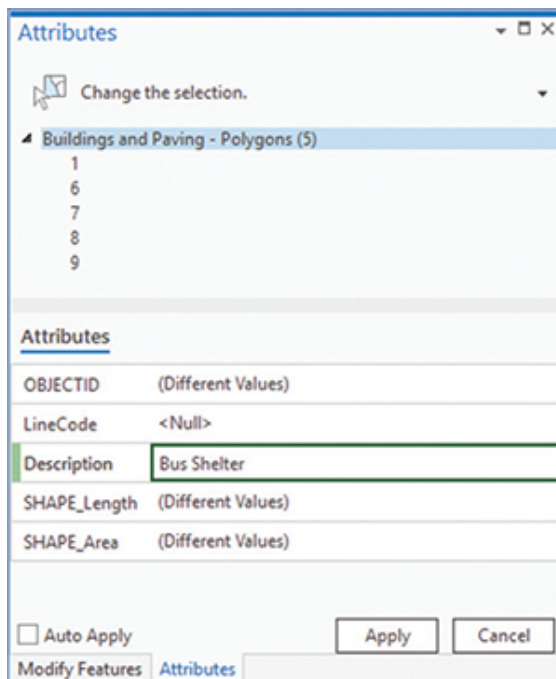 Attributes
Change the selection.
Buildings and Paving - Polygons (5)
1
6
7
8
9
Attributes
OBJECTID (Different Values)
LineCode <Null>
Description Bus Shelter
SHAPE_Length (Different Values)
SHAPE_Area (Different Values)
Auto Apply Apply Cancel
Modify Features Attributes